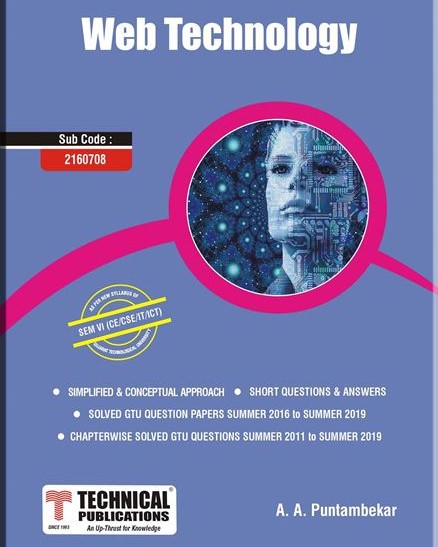 Web Technology
Sub Code :
2160708
AS PER NEW SYLLABUS OF
SEM VI (CE/CSE/IT/ICT)
GUJARAT TECHNOLOGICAL UNIVERSITY
● SIMPLIFIED & CONCEPTUAL APPROACH ● SHORT QUESTIONS & ANSWERS
● SOLVED GTU QUESTION PAPERS SUMMER 2016 to SUMMER 2019
● CHAPTERWISE SOLVED GTU QUESTIONS SUMMER 2011 to SUMMER 2019
TECHNICAL
PUBLICATIONS
SINCE 1993 An Up-Thrust for Knowledge
A. A. Puntambekar